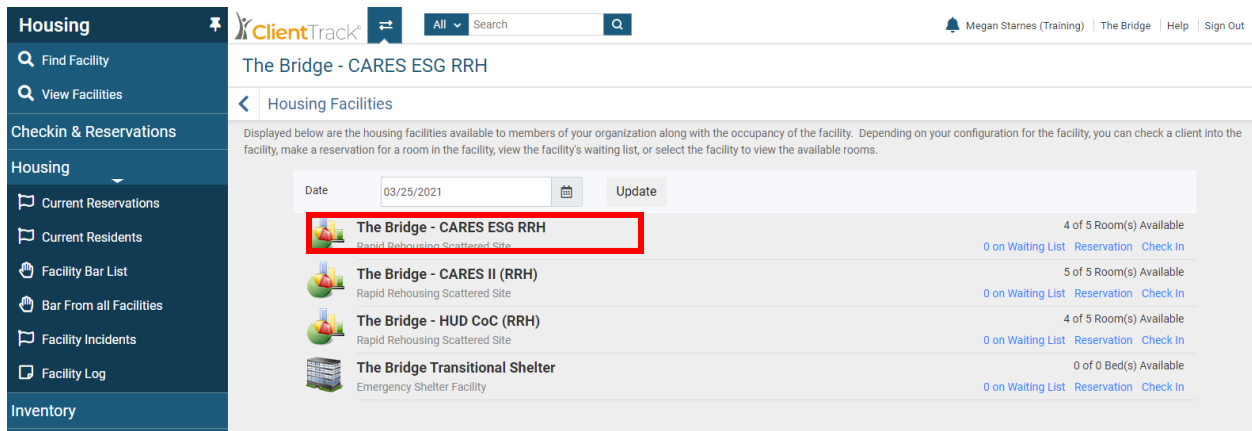 Housing
ClientTrack®
All Search
Megan Starnes (Training) The Bridge Help Sign Out
Find Facility
View Facilities
Checkin & Reservations
Housing
Current Reservations
Current Residents
Facility Bar List
Bar From all Facilities
Facility Incidents
Facility Log
Inventory
The Bridge - CARES ESG RRH
Housing Facilities
Displayed below are the housing facilities available to members of your organization along with the occupancy of the facility. Depending on your configuration for the facility, you can check a client into the
facility, make a reservation for a room in the facility, view the facility's waiting list, or select the facility to view the available rooms.
Date 03/25/2021 Update
The Bridge - CARES ESG RRH 4 of 5 Room(s) Available
Rapid Rehousing Scattered Site 0 on Waiting List Reservation Check In
The Bridge - CARES II (RRH) 5 of 5 Room(s) Available
Rapid Rehousing Scattered Site 0 on Waiting List Reservation Check In
The Bridge - HUD CoC (RRH) 4 of 5 Room(s) Available
Rapid Rehousing Scattered Site 0 on Waiting List Reservation Check In
The Bridge Transitional Shelter 0 of 0 Bed(s) Available
Emergency Shelter Facility 0 on Waiting List Reservation Check In